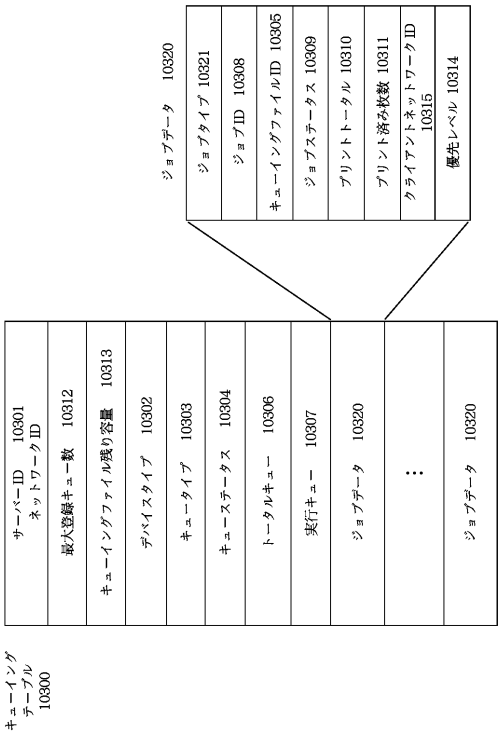 キューイング
テーブル
10300
サーバーID 10301
ネットワークID
最大登録キュー数 10312
キューイングファイル残り容量 10313
デバイスタイプ 10302
キュータイプ 10303
キューステータス 10304
トータルキュー 10306
実行キュー 10307
ジョブデータ 10320
⋮
ジョブデータ 10320
ジョブデータ 10320
ジョブタイプ 10321
ジョブID 10308
キューイングファイルID 10305
ジョブステータス 10309
プリントトータル 10310
プリント済み枚数 10311
クライアントネットワークID
10315
優先レベル 10314